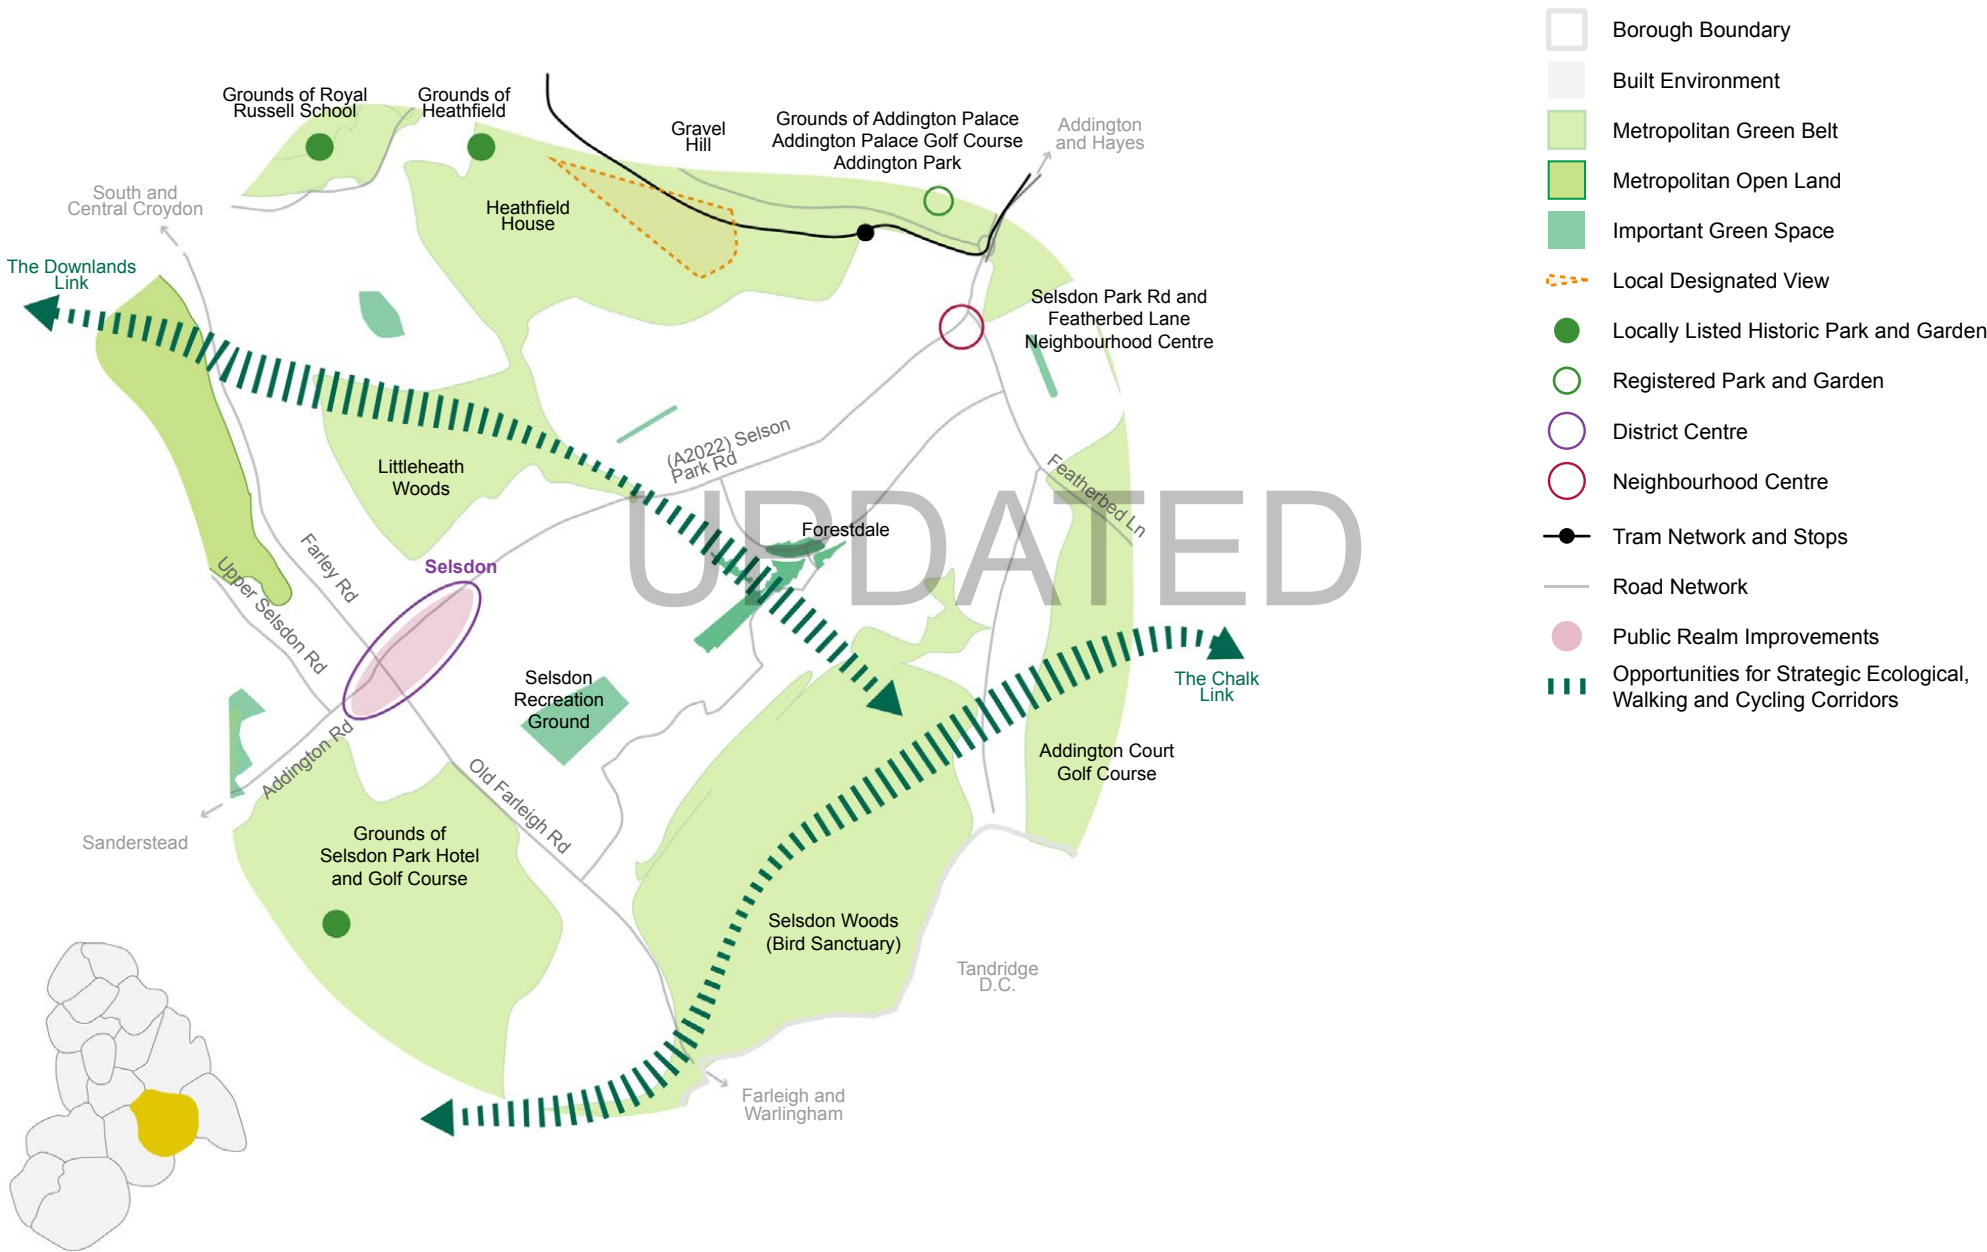 Grounds of Royal
Russell School
Grounds of
Heathfield
Gravel
Hill
Grounds of Addington Palace
Addington Palace Golf Course
Addington Park
Addington
and Hayes
South and
Central Croydon
Heathfield
House
The Downlands
Link
Selsdon Park Rd and
Featherbed Lane
Neighbourhood Centre
(A2022) Selson
Park Rd
Littleheath
Woods
Featherbed Ln
UPDATED
Forestdale
Farley Rd
Selsdon
Upper Selsdon Rd
Selsdon
Recreation
Ground
The Chalk
Link
Addington Rd
Old Farleigh Rd
Addington Court
Golf Course
Sanderstead
Grounds of
Selsdon Park Hotel
and Golf Course
Selsdon Woods
(Bird Sanctuary)
Tandridge
D.C.
Farleigh and
Warlingham
Borough Boundary
Built Environment
Metropolitan Green Belt
Metropolitan Open Land
Important Green Space
Local Designated View
Locally Listed Historic Park and Garden
Registered Park and Garden
District Centre
Neighbourhood Centre
Tram Network and Stops
Road Network
Public Realm Improvements
Opportunities for Strategic Ecological,
Walking and Cycling Corridors